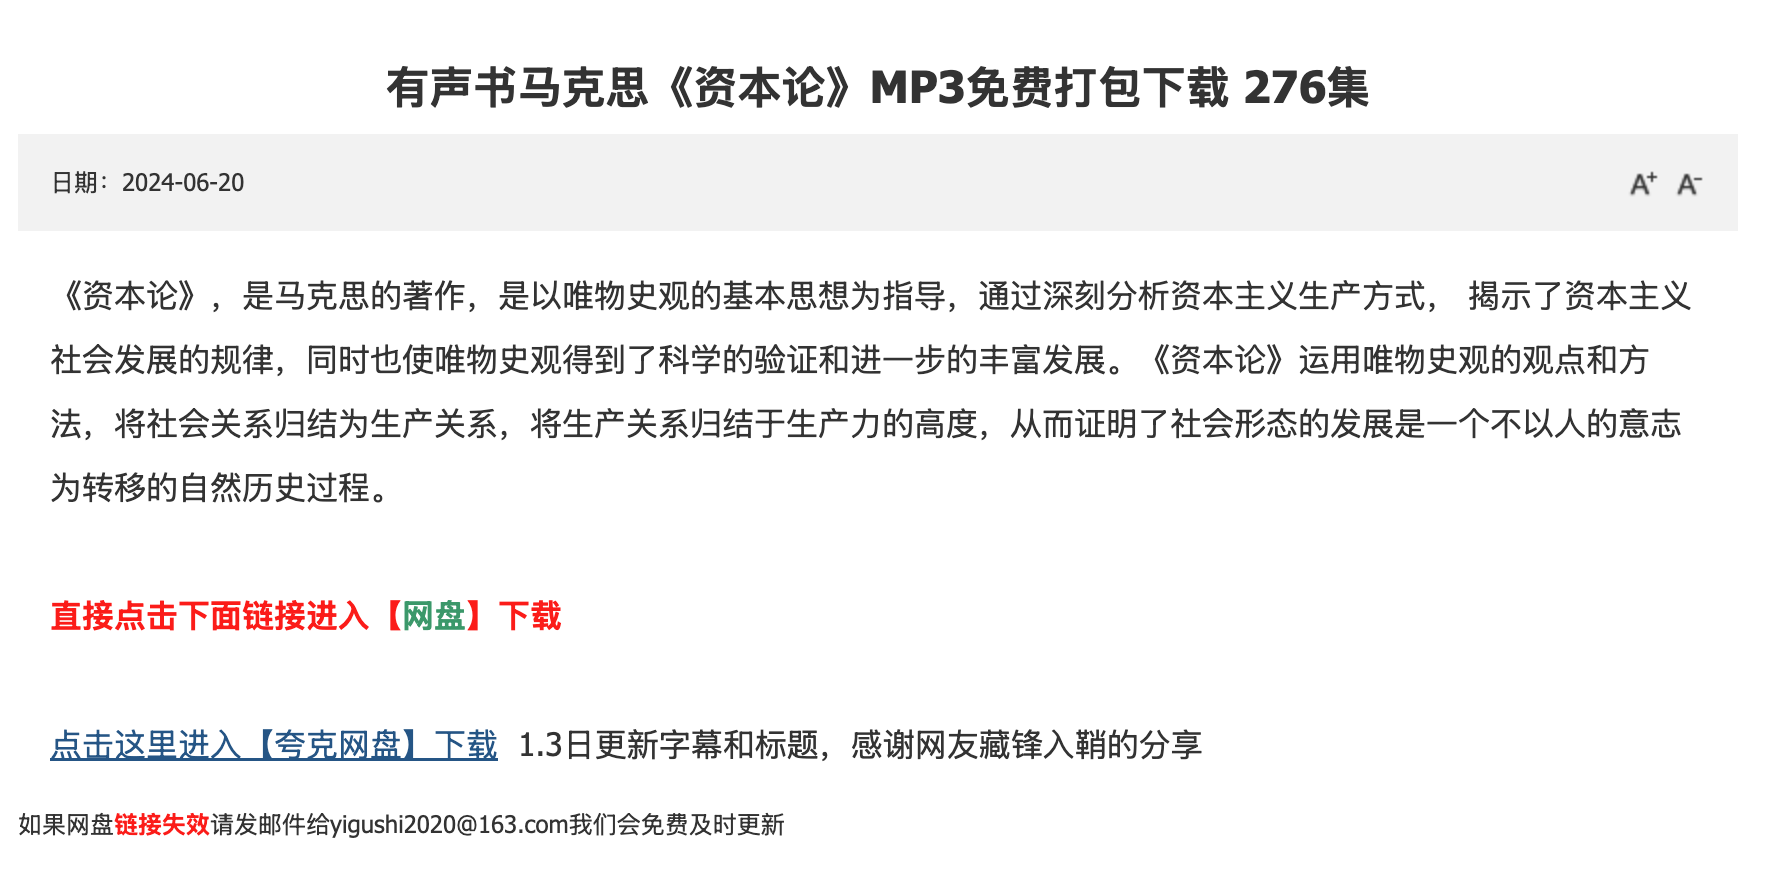 有声书马克思《资本论》MP3免费打包下载 276集
日期：2024-06-20
A+ A-
《资本论》，是马克思的著作，是以唯物史观的基本思想为指导，通过深刻分析资本主义生产方式， 揭示了资本主义
社会发展的规律，同时也使唯物史观得到了科学的验证和进一步的丰富发展。《资本论》运用唯物史观的观点和方
法，将社会关系归结为生产关系，将生产关系归结于生产力的高度，从而证明了社会形态的发展是一个不以人的意志
为转移的自然历史过程。
直接点击下面链接进入【网盘】下载
点击这里进入【夸克网盘】下载 1.3日更新字幕和标题，感谢网友藏锋入鞘的分享
如果网盘链接失效请发邮件给yigushi2020@163.com我们会免费及时更新